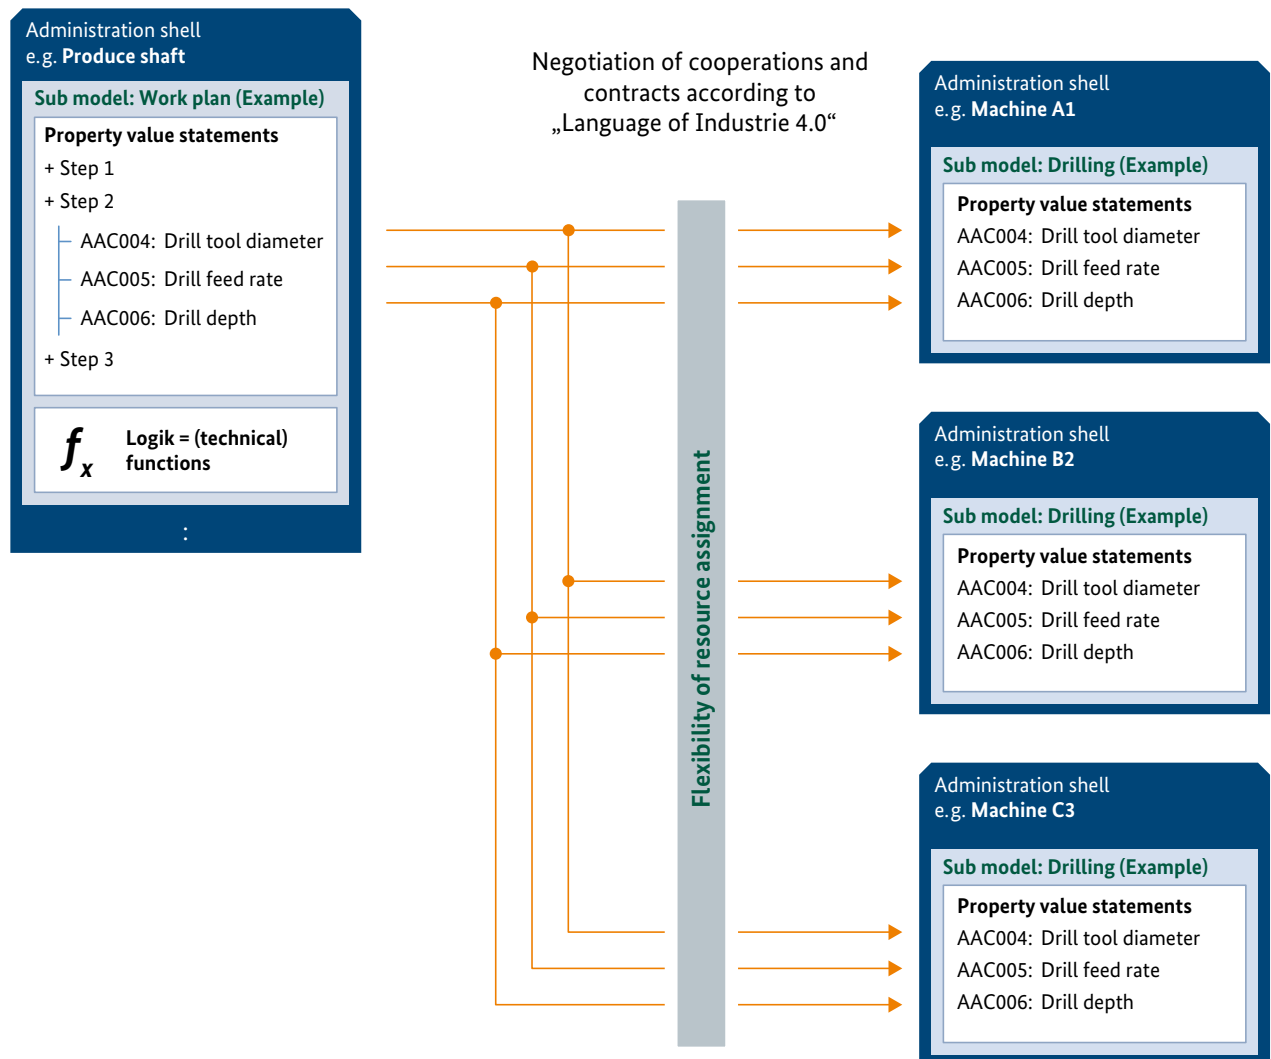 Administration shell
e.g. Produce shaft
Sub model: Work plan (Example)
Property value statements
+ Step 1
+ Step 2
AAC004: Drill tool diameter
AAC005: Drill feed rate
AAC006: Drill depth
+ Step 3
fx
Logik = (technical)
functions
:
Negotiation of cooperations and
contracts according to
„Language of Industrie 4.0“
Flexibility of resource assignment
Administration shell
e.g. Machine A1
Sub model: Drilling (Example)
Property value statements
AAC004: Drill tool diameter
AAC005: Drill feed rate
AAC006: Drill depth
Administration shell
e.g. Machine B2
Sub model: Drilling (Example)
Property value statements
AAC004: Drill tool diameter
AAC005: Drill feed rate
AAC006: Drill depth
Administration shell
e.g. Machine C3
Sub model: Drilling (Example)
Property value statements
AAC004: Drill tool diameter
AAC005: Drill feed rate
AAC006: Drill depth